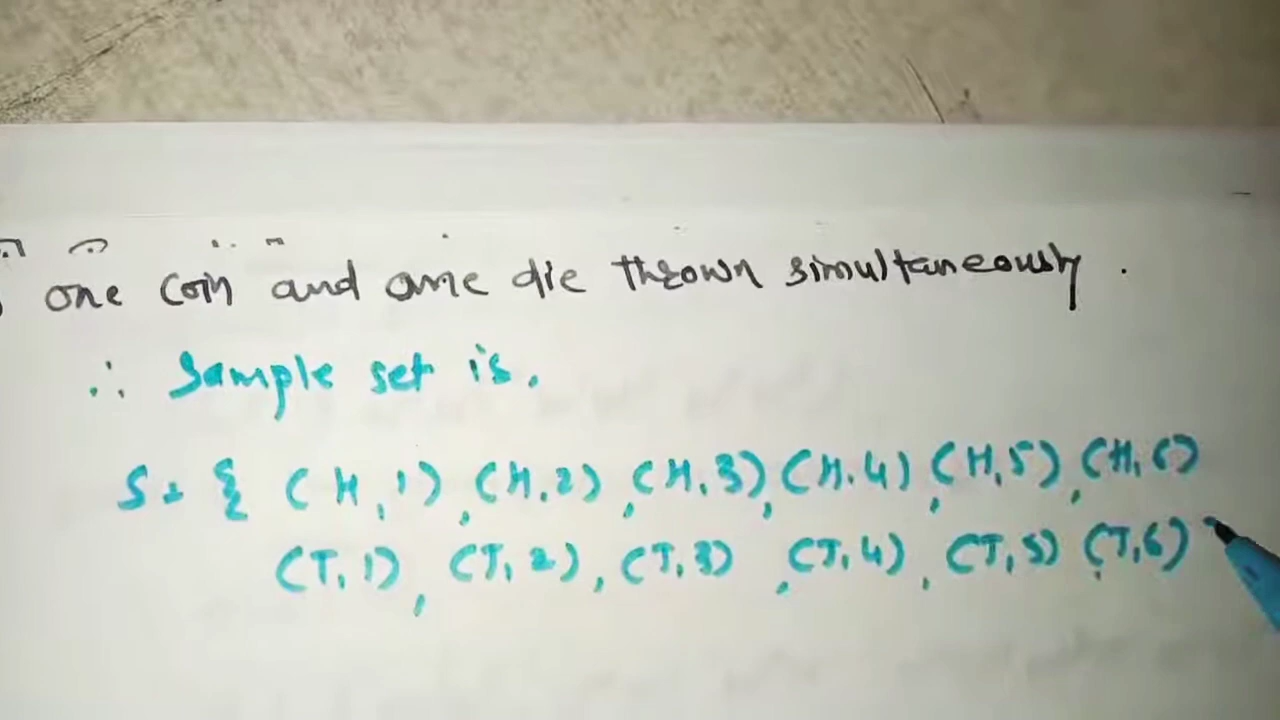 one coin and one die thrown simultaneously.
∴ Sample set is.
S = { (H, 1), (H, 2), (H, 3), (H, 4), (H, 5), (H, 6)
(T, 1), (T, 2), (T, 3), (T, 4), (T, 5) (T, 6)